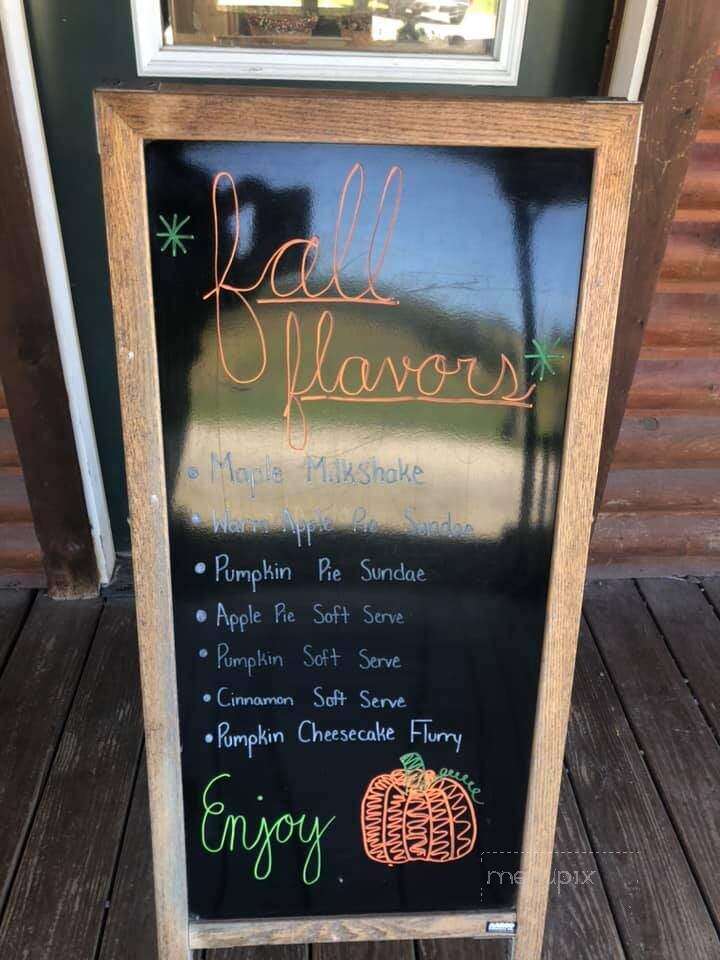 fall
flavors
• Maple Milkshake
• Warm Apple Pie Sundae
• Pumpkin Pie Sundae
• Apple Pie Soft Serve
• Pumpkin Soft Serve
• Cinnamon Soft Serve
• Pumpkin Cheesecake Flurry
Enjoy
menupix
AARCO